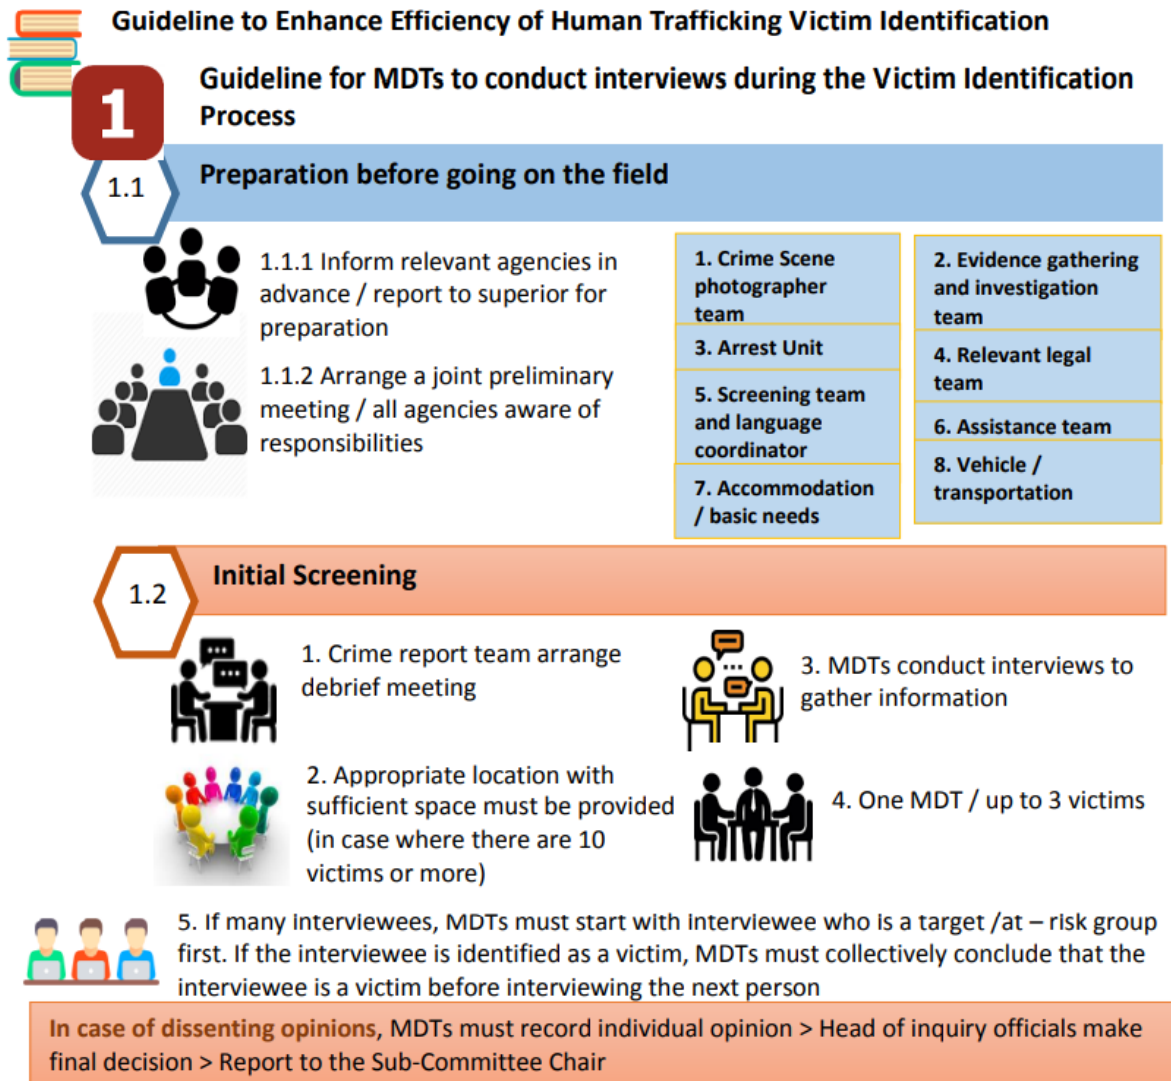 Guideline to Enhance Efficiency of Human Trafficking Victim Identification
1
Guideline for MDTs to conduct interviews during the Victim Identification
Process
1.1
Preparation before going on the field
1.1.1 Inform relevant agencies in
advance / report to superior for
preparation
1.1.2 Arrange a joint preliminary
meeting / all agencies aware of
responsibilities
1. Crime Scene
photographer
team
2. Evidence gathering
and investigation
team
3. Arrest Unit
4. Relevant legal
team
5. Screening team
and language
coordinator
6. Assistance team
7. Accommodation
/ basic needs
8. Vehicle /
transportation
1.2
Initial Screening
1. Crime report team arrange
debrief meeting
2. Appropriate location with
sufficient space must be provided
(in case where there are 10
victims or more)
3. MDTs conduct interviews to
gather information
4. One MDT / up to 3 victims
5. If many interviewees, MDTs must start with interviewee who is a target /at – risk group
first. If the interviewee is identified as a victim, MDTs must collectively conclude that the
interviewee is a victim before interviewing the next person
In case of dissenting opinions, MDTs must record individual opinion > Head of inquiry officials make
final decision > Report to the Sub-Committee Chair